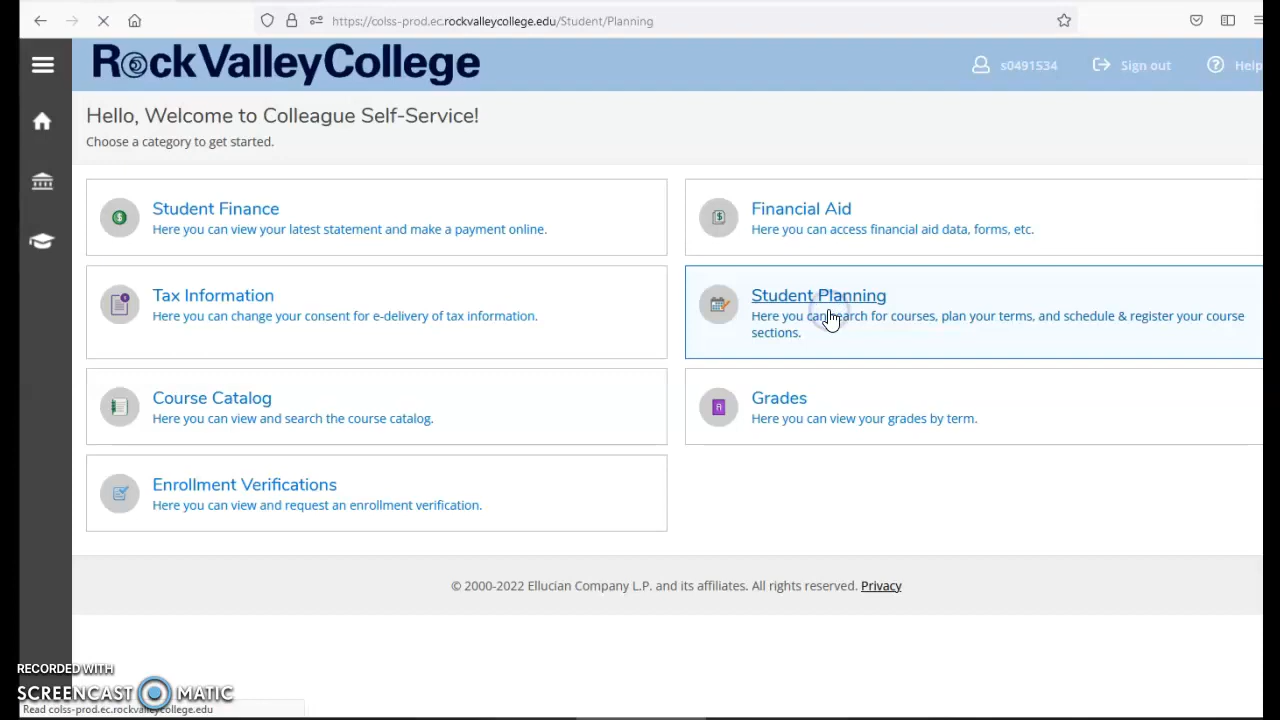 https://colss-prod.ec.rockvalleycollege.edu/Student/Planning
RockValleyCollege
s0491534
Sign out
Help
Hello, Welcome to Colleague Self-Service!
Choose a category to get started.
Student Finance
Here you can view your latest statement and make a payment online.
Financial Aid
Here you can access financial aid data, forms, etc.
Tax Information
Here you can change your consent for e-delivery of tax information.
Student Planning
Here you can search for courses, plan your terms, and schedule & register your course
sections.
Course Catalog
Here you can view and search the course catalog.
Grades
Here you can view your grades by term.
Enrollment Verifications
Here you can view and request an enrollment verification.
© 2000-2022 Ellucian Company L.P. and its affiliates. All rights reserved. Privacy
RECORDED WITH
SCREENCAST MATIC
Read colss-prod.ec.rockvalleycollege.edu